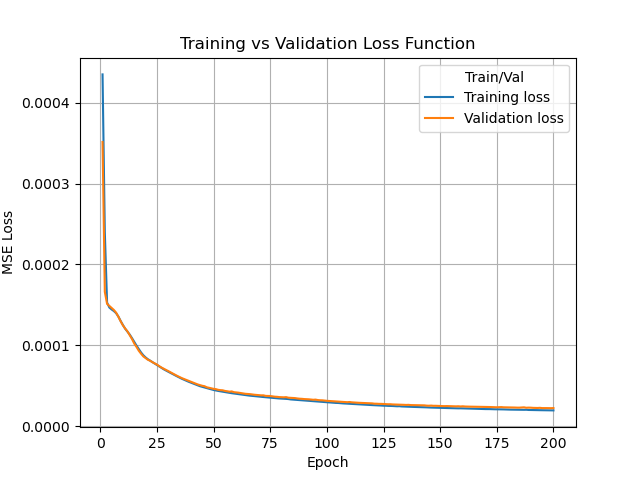 Training vs Validation Loss Function
Train/Val
Training loss
Validation loss
MSE Loss
0.0004
0.0003
0.0002
0.0001
0.0000
0 25 50 75 100 125 150 175 200
Epoch